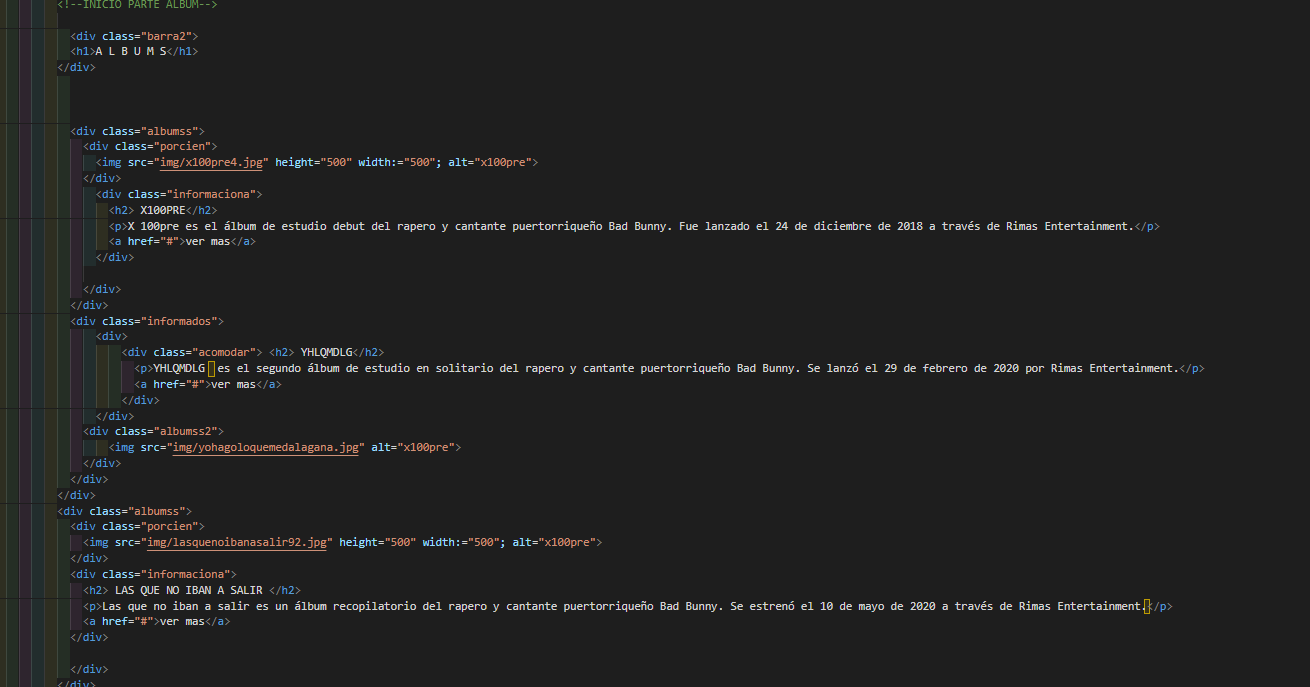 <!--INICIO PARTE ALBUM-->
<div class="barra2">
<h1>A L B U M S</h1>
</div>
<div class="albumss">
<div class="porcien">
<img src="img/x100pre4.jpg" height="500" width:="500"; alt="x100pre">
</div>
<div class="informaciona">
<h2> X100PRE</h2>
<p>X 100pre es el álbum de estudio debut del rapero y cantante puertorriqueño Bad Bunny. Fue lanzado el 24 de diciembre de 2018 a través de Rimas Entertainment.</p>
<a href="#">ver mas</a>
</div>
</div>
</div>
<div class="informados">
<div>
<div class="acomodar"> <h2> YHLQMDLG</h2>
<p>YHLQMDLG es el segundo álbum de estudio en solitario del rapero y cantante puertorriqueño Bad Bunny. Se lanzó el 29 de febrero de 2020 por Rimas Entertainment.</p>
<a href="#">ver mas</a>
</div>
</div>
<div class="albumss2">
<img src="img/yohagoloquemedalagana.jpg" alt="x100pre">
</div>
</div>
</div>
<div class="albumss">
<div class="porcien">
<img src="img/lasquenoibanasalir92.jpg" height="500" width:="500"; alt="x100pre">
</div>
<div class="informaciona">
<h2> LAS QUE NO IBAN A SALIR </h2>
<p>Las que no iban a salir es un álbum recopilatorio del rapero y cantante puertorriqueño Bad Bunny. Se estrenó el 10 de mayo de 2020 a través de Rimas Entertainment.</p>
<a href="#">ver mas</a>
</div>
</div>
</div>